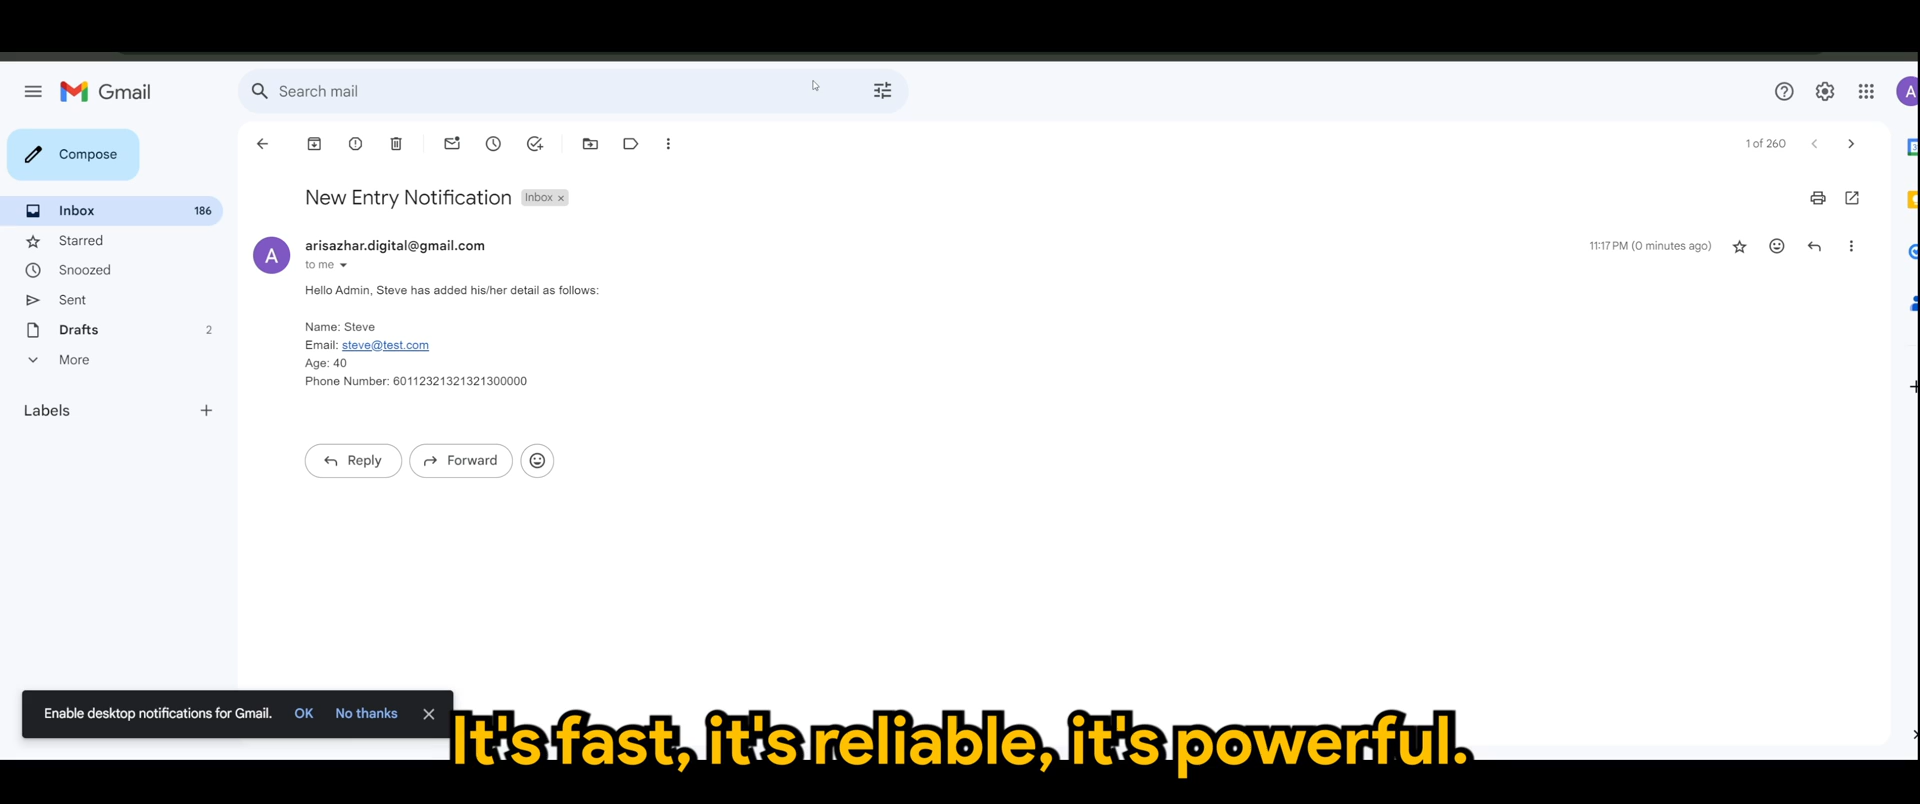 Gmail
Search mail
A
Compose
1 of 260
Inbox 186
New Entry Notification Inbox x
Starred
arisazhar.digital@gmail.com
11:17 PM (0 minutes ago)
A
to me
Snoozed
Hello Admin, Steve has added his/her detail as follows:
Sent
Name: Steve
Drafts 2
Email: steve@test.com
More
Age: 40
Phone Number: 60112321321321300000
Labels
Reply
Forward
Enable desktop notifications for Gmail. OK No thanks
It's fast, it's reliable, it's powerful.